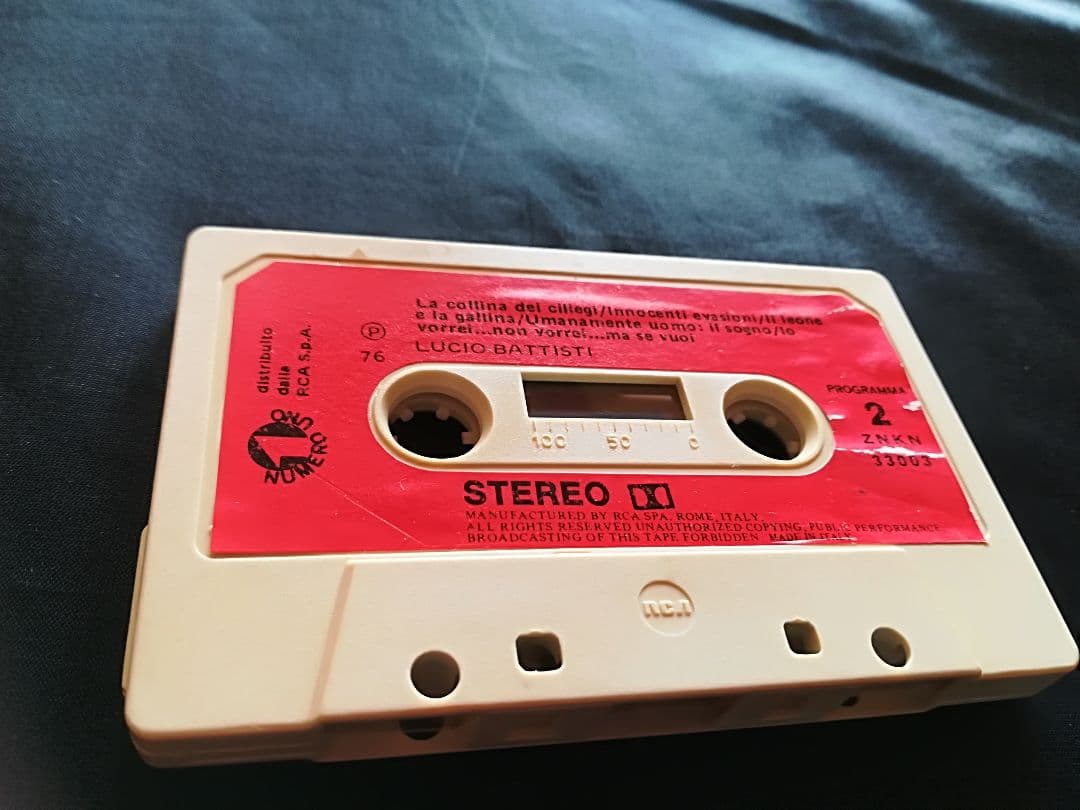 La collina dei ciliegi/Innocenti evasioni/Il leone
e la gallina/Umanamente uomo: il sogno/Io
vorrei...non vorrei...ma se vuoi
LUCIO BATTISTI
Ⓟ
76
distribuito
dalla
RCA S.p.A.
NUMERO 1
PROGRAMMA
2
ZNKN
33003
100 50 0
STEREO
MANUFACTURED BY RCA SPA. ROME, ITALY.
ALL RIGHTS RESERVED UNAUTHORIZED COPYING, PUBLIC PERFORMANCE
BROADCASTING OF THIS TAPE FORBIDDEN MADE IN ITALY
RCA